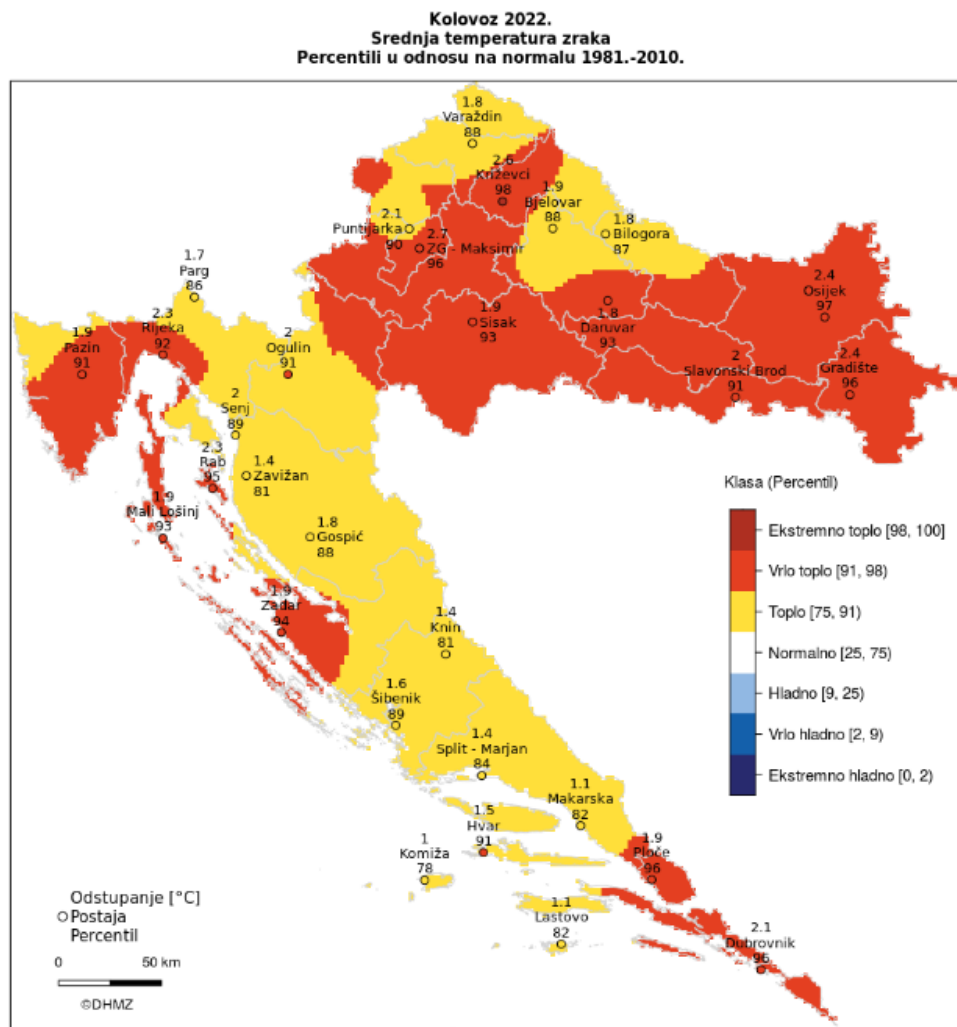 Kolovoz 2022.
Srednja temperatura zraka
Percentili u odnosu na normalu 1981.-2010.
1.8
Varaždin
88
2.6
Križevci
98
1.9
Bjelovar
88
1.8
Bilogora
87
2.1
Puntijarka
90
2.7
ZG - Maksimir
96
1.7
Parg
86
2.4
Osijek
97
2.3
Rijeka
92
1.9
Pazin
91
2
Ogulin
91
1.9
Sisak
93
1.8
Daruvar
93
2
Slavonski Brod
91
2.4
Gradište
96
2
Senj
89
2.3
Rab
95
1.4
Zavižan
81
1.9
Mali Lošinj
93
1.8
Gospić
88
1.9
Zadar
94
1.4
Knin
81
1.6
Šibenik
89
1.4
Split - Marjan
84
1.1
Makarska
82
1.5
Hvar
91
1
Komiža
78
1.9
Ploče
96
1.1
Lastovo
82
2.1
Dubrovnik
96
Klasa (Percentil)
Ekstremno toplo [98, 100]
Vrlo toplo [91, 98)
Toplo [75, 91)
Normalno [25, 75)
Hladno [9, 25)
Vrlo hladno [2, 9)
Ekstremno hladno [0, 2)
Odstupanje [°C]
Postaja
Percentil
0 50 km
©DHMZ